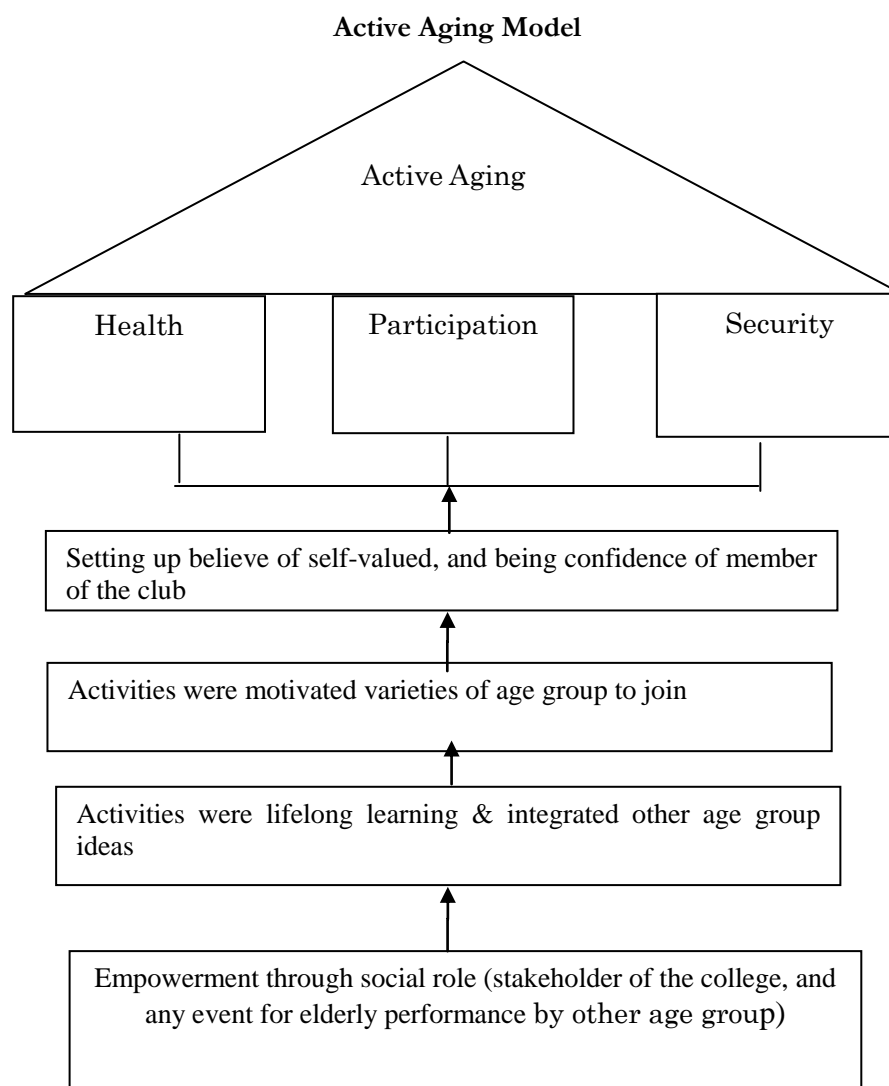 Active Aging Model
Active Aging
Health
Participation
Security
Setting up believe of self-valued, and being confidence of member
of the club
Activities were motivated varieties of age group to join
Activities were lifelong learning & integrated other age group
ideas
Empowerment through social role (stakeholder of the college, and
any event for elderly performance by other age group)